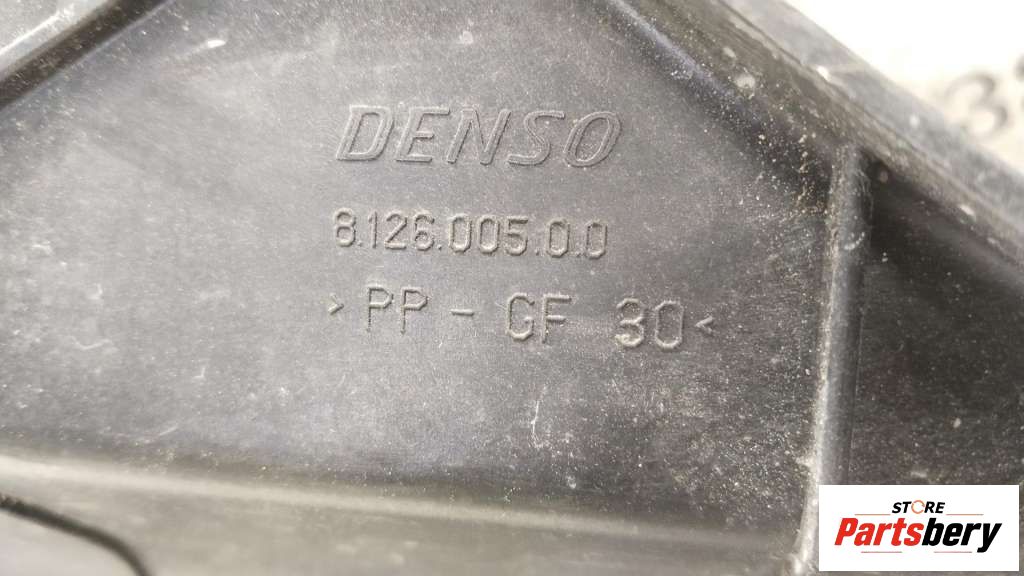 DENSO
8.126.005.0.0
> PP - GF 30 <
STORE
Partsbery